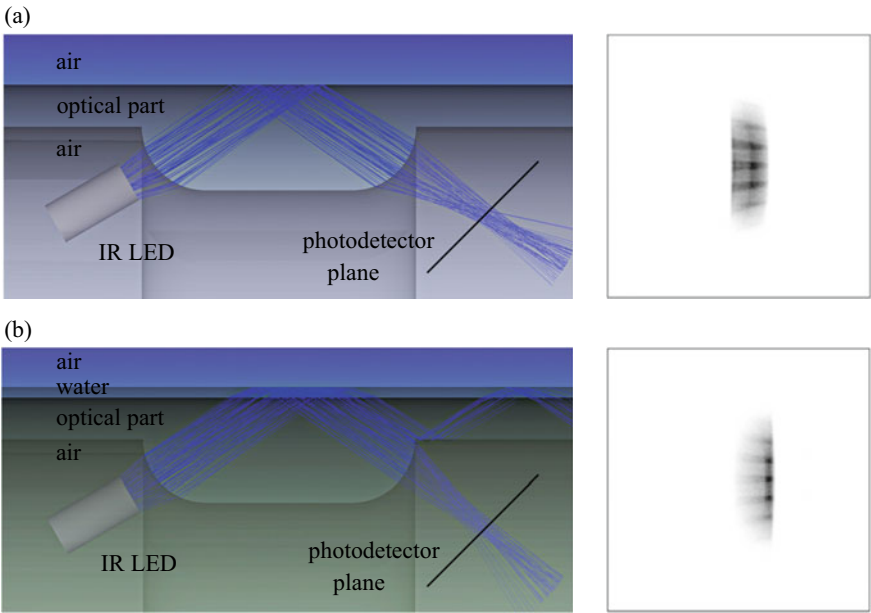 (a)
air
optical part
air
IR LED
photodetector
plane
(b)
air
water
optical part
air
IR LED
photodetector
plane